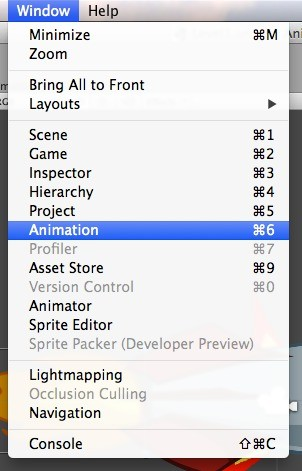 Window Help
Minimize ⌘M
Zoom
Bring All to Front
Layouts ▶
Scene ⌘1
Game ⌘2
Inspector ⌘3
Hierarchy ⌘4
Project ⌘5
Animation ⌘6
Profiler ⌘7
Asset Store ⌘9
Version Control ⌘0
Animator
Sprite Editor
Sprite Packer (Developer Preview)
Lightmapping
Occlusion Culling
Navigation
Console ⇧⌘C